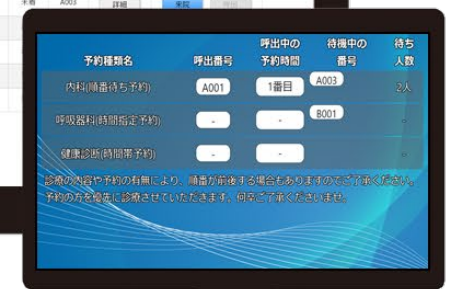 未着 A003 詳細 来院 呼出
予約種類名 呼出番号 呼出中の予約時間 待機中の番号 待ち人数
内科(順番待ち予約) A001 1番目 A003 2人
呼吸器科(時間指定予約) - - B001
健康診断(時間帯予約) - - -
診療の内容や予約の有無により、順番が前後する場合もありますのでご了承ください。
予約の方を優先に診療させていただきます。何卒ご了承くださいませ。